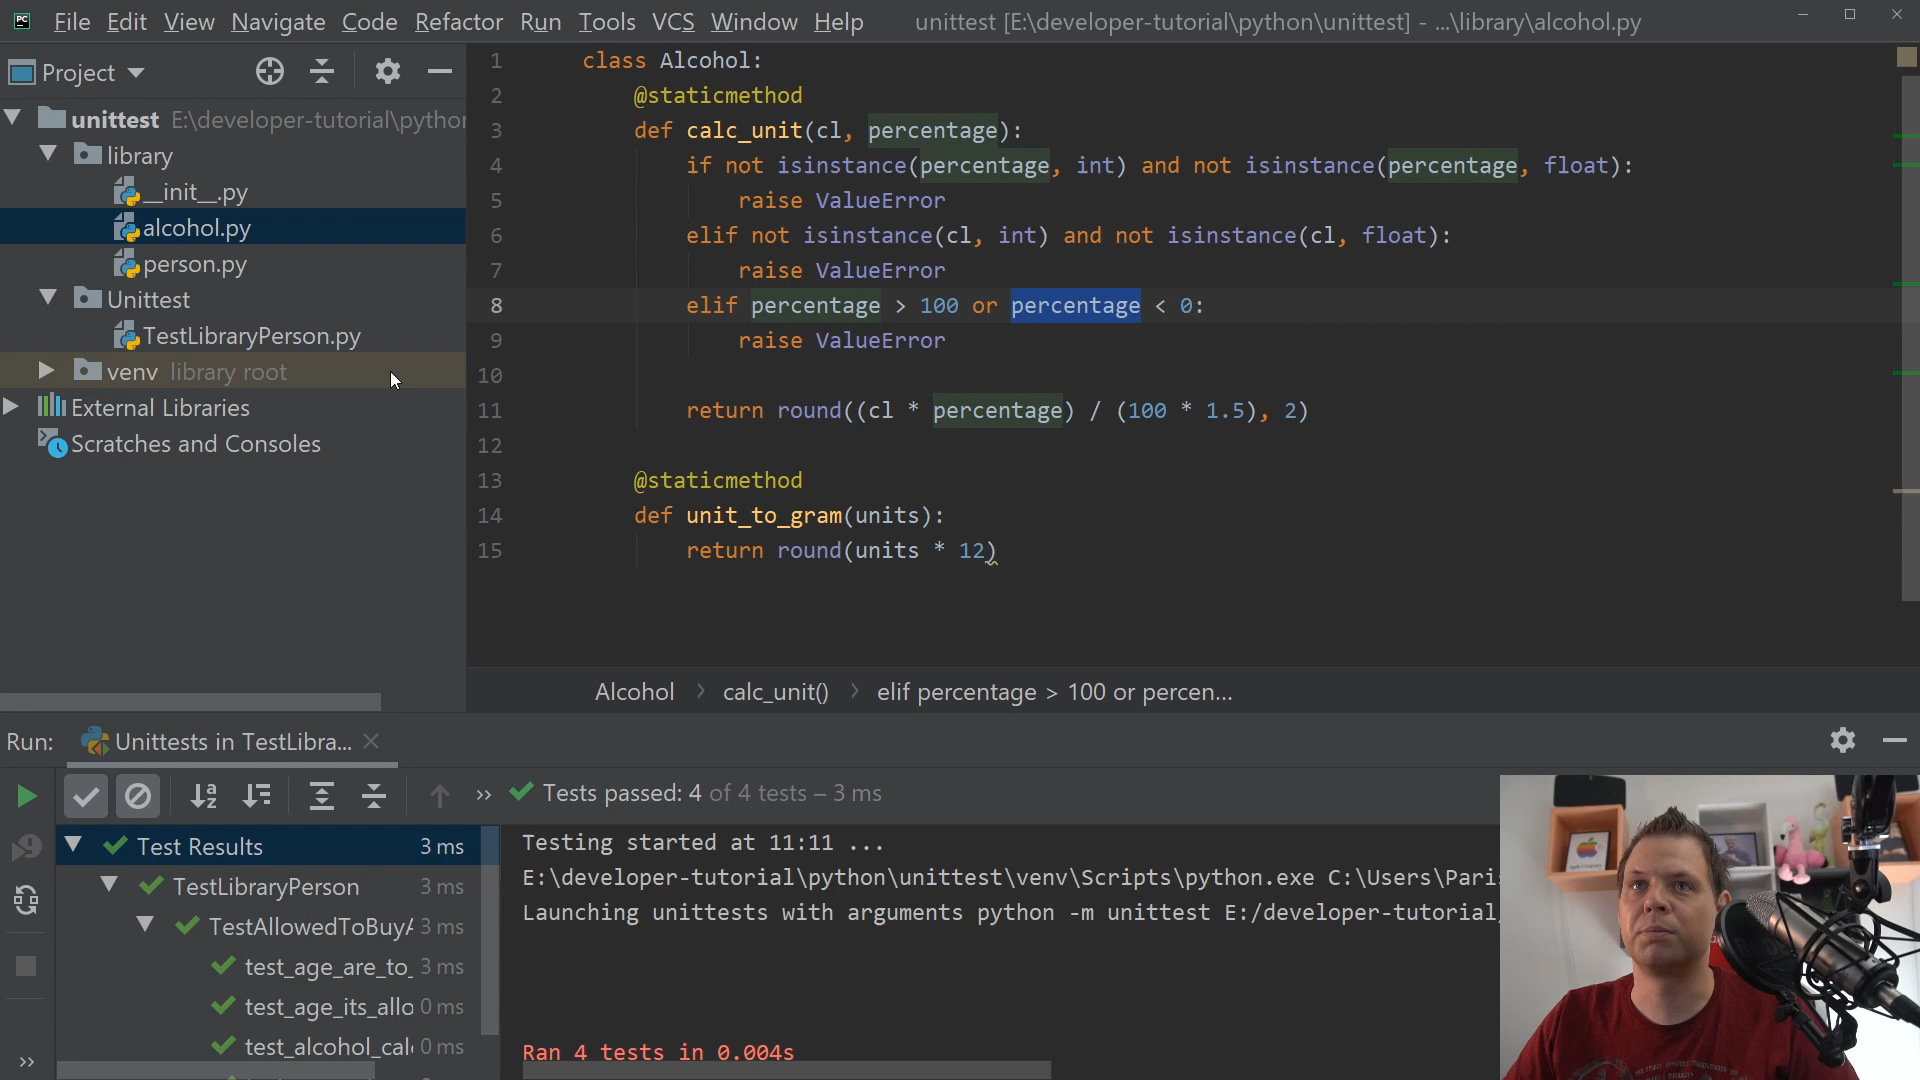 PC File Edit View Navigate Code Refactor Run Tools VCS Window Help unittest [E:\developer-tutorial\python\unittest] - ...\library\alcohol.py
Project
unittest E:\developer-tutorial\python
library
__init__.py
alcohol.py
person.py
Unittest
TestLibraryPerson.py
venv library root
External Libraries
Scratches and Consoles
1 class Alcohol:
2 @staticmethod
3 def calc_unit(cl, percentage):
4 if not isinstance(percentage, int) and not isinstance(percentage, float):
5 raise ValueError
6 elif not isinstance(cl, int) and not isinstance(cl, float):
7 raise ValueError
8 elif percentage > 100 or percentage < 0:
9 raise ValueError
10
11 return round((cl * percentage) / (100 * 1.5), 2)
12
13 @staticmethod
14 def unit_to_gram(units):
15 return round(units * 12)
Alcohol > calc_unit() > elif percentage > 100 or percen...
Run: Unittests in TestLibra...
Tests passed: 4 of 4 tests – 3 ms
Test Results 3 ms
TestLibraryPerson 3 ms
TestAllowedToBuyA 3 ms
test_age_are_to_ 3 ms
test_age_its_allo 0 ms
test_alcohol_cal 0 ms
Testing started at 11:11 ...
E:\developer-tutorial\python\unittest\venv\Scripts\python.exe C:\Users\Paris
Launching unittests with arguments python -m unittest E:/developer-tutorial/
Ran 4 tests in 0.004s